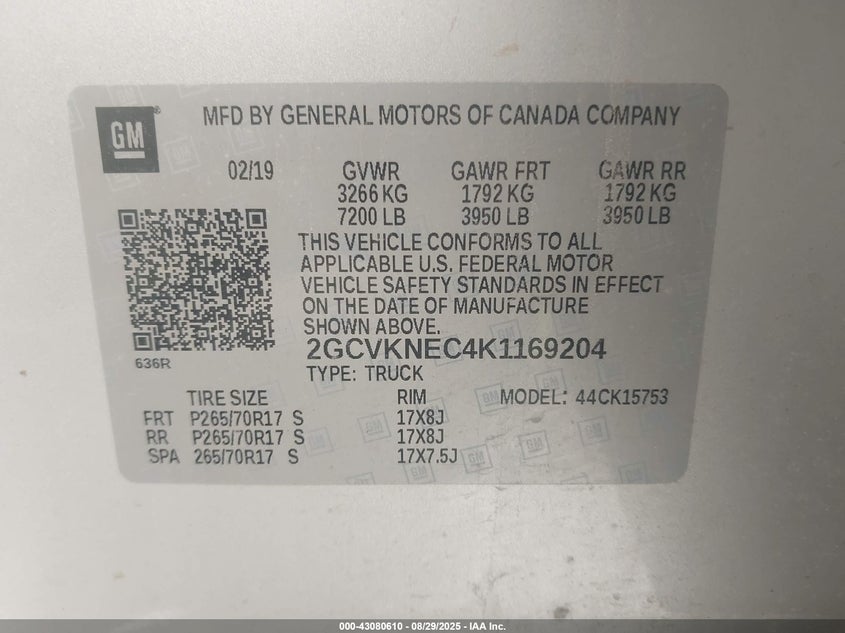 GM
MFD BY GENERAL MOTORS OF CANADA COMPANY
02/19 GVWR GAWR FRT GAWR RR
3266 KG 1792 KG 1792 KG
7200 LB 3950 LB 3950 LB
THIS VEHICLE CONFORMS TO ALL
APPLICABLE U.S. FEDERAL MOTOR
VEHICLE SAFETY STANDARDS IN EFFECT
ON THE DATE OF MANUFACTURE
SHOWN ABOVE.
636R
2GCVKNEC4K1169204
TYPE: TRUCK
TIRE SIZE RIM MODEL: 44CK15753
FRT P265/70R17 S 17X8J
RR P265/70R17 S 17X8J
SPA 265/70R17 S 17X7.5J
000-43080610 - 08/29/2025 - IAA Inc.